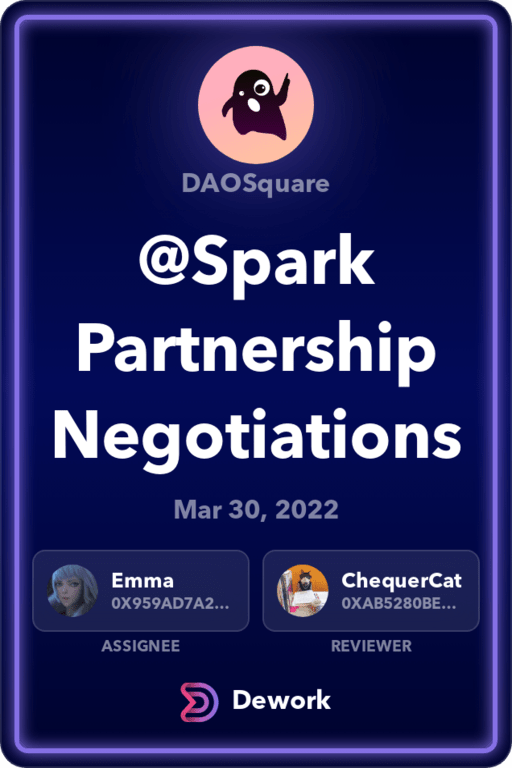 DAOSquare
@Spark
Partnership
Negotiations
Mar 30, 2022
Emma
0X959AD7A2...
ASSIGNEE
ChequerCat
0XAB5280BE...
REVIEWER
Dework